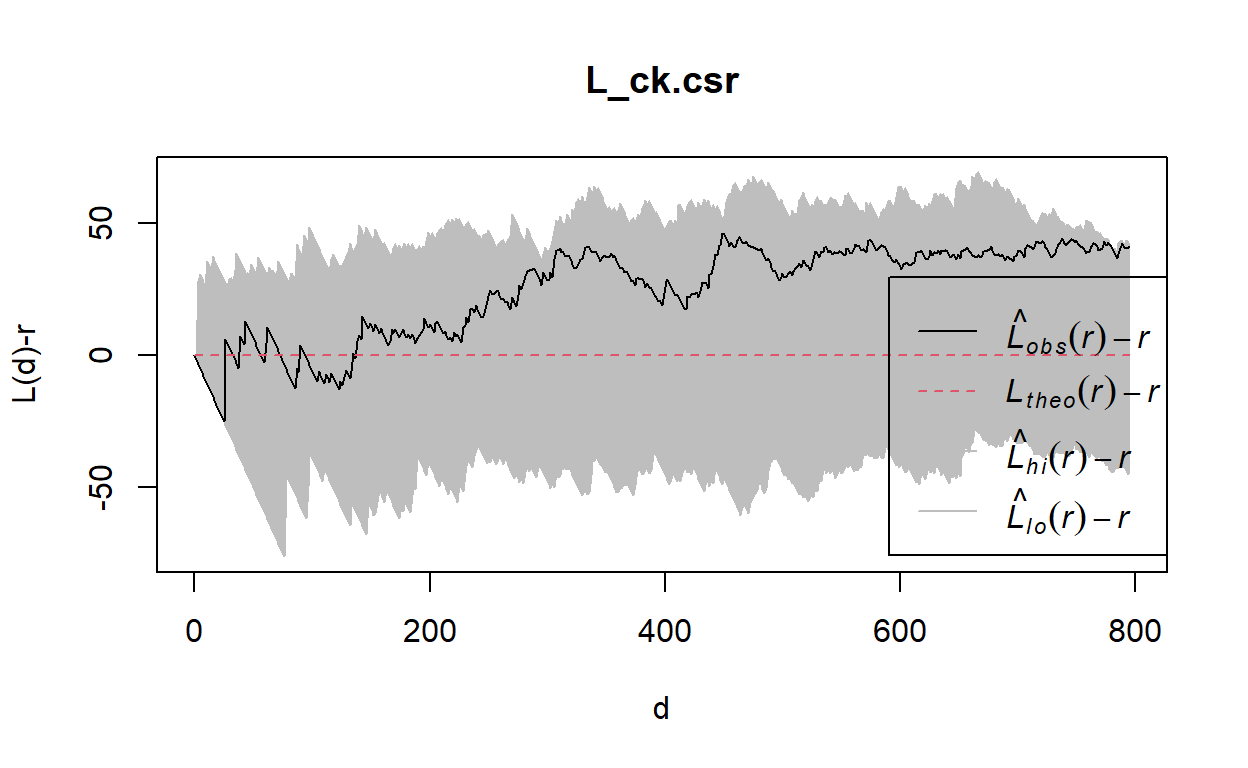 L_ck.csr
L(d)-r
50
0
-50
0 200 400 600 800
d
L̂obs(r) – r
Ltheo(r) – r
L̂hi(r) – r
L̂lo(r) – r